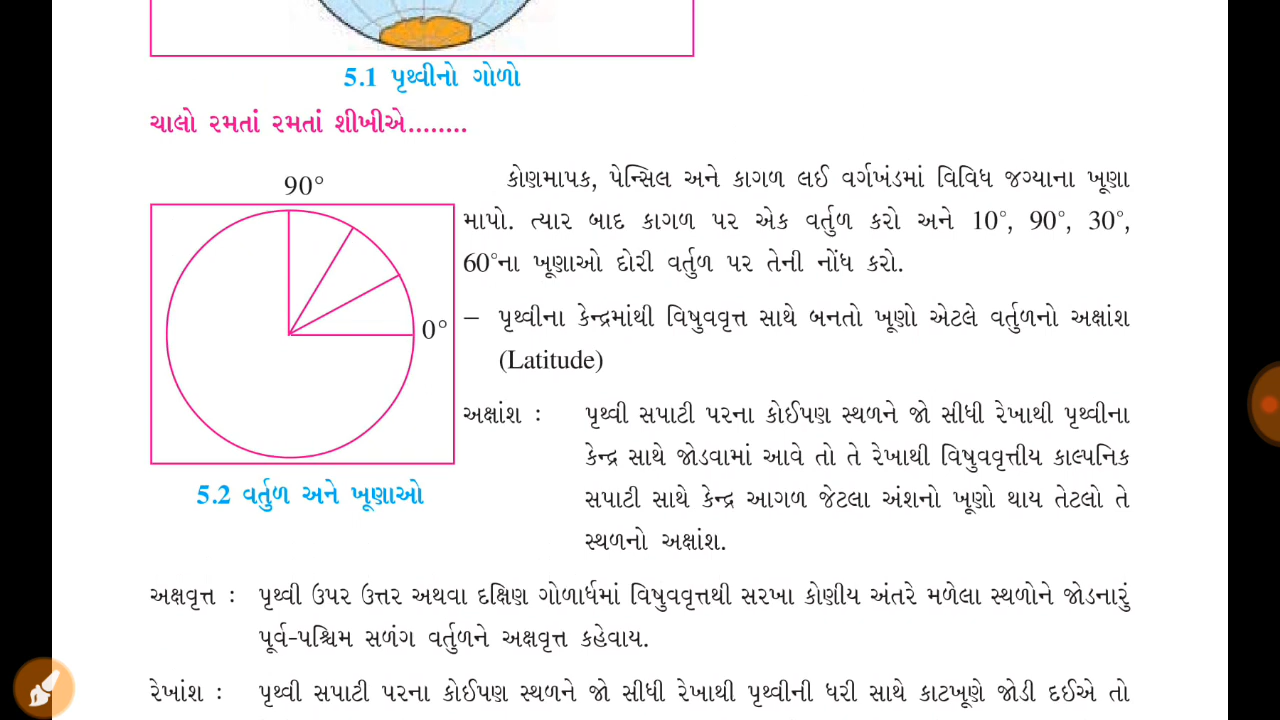 5.1 પૃથ્વીનો ગોળો
ચાલો રમતાં રમતાં શીખીએ........
90°
0°
5.2 વર્તુળ અને ખૂણાઓ
કોણમાપક, પેન્સિલ અને કાગળ લઈ વર્ગખંડમાં વિવિધ જગ્યાના ખૂણા
માપો. ત્યાર બાદ કાગળ પર એક વર્તુળ કરો અને 10°, 90°, 30°,
60°ના ખૂણાઓ દોરી વર્તુળ પર તેની નોંધ કરો.
– પૃથ્વીના કેન્દ્રમાંથી વિષુવવૃત્ત સાથે બનતો ખૂણો એટલે વર્તુળનો અક્ષાંશ
(Latitude)
અક્ષાંશ : પૃથ્વી સપાટી પરના કોઈપણ સ્થળને જો સીધી રેખાથી પૃથ્વીના
કેન્દ્ર સાથે જોડવામાં આવે તો તે રેખાથી વિષુવવૃત્તીય કાલ્પનિક
સપાટી સાથે કેન્દ્ર આગળ જેટલા અંશનો ખૂણો થાય તેટલો તે
સ્થળનો અક્ષાંશ.
અક્ષવૃત્ત : પૃથ્વી ઉપર ઉત્તર અથવા દક્ષિણ ગોળાર્ધમાં વિષુવવૃત્તથી સરખા કોણીય અંતરે મળેલા સ્થળોને જોડનારું
પૂર્વ-પશ્ચિમ સળંગ વર્તુળને અક્ષવૃત્ત કહેવાય.
રેખાંશ : પૃથ્વી સપાટી પરના કોઈપણ સ્થળને જો સીધી રેખાથી પૃથ્વીની ધરી સાથે કાટખૂણે જોડી દઈએ તો